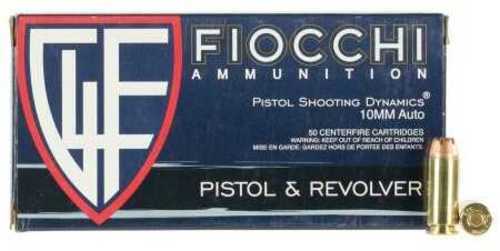 GFL
FIOCCHI
AMMUNITION
PISTOL SHOOTING DYNAMICS®
10MM Auto
50 CENTERFIRE CARTRIDGES
WARNING: KEEP OUT OF REACH OF CHILDREN
MISE EN GARDE: GARDEZ HORS DE PORTEE DES ENFANTS.
PISTOL & REVOLVER